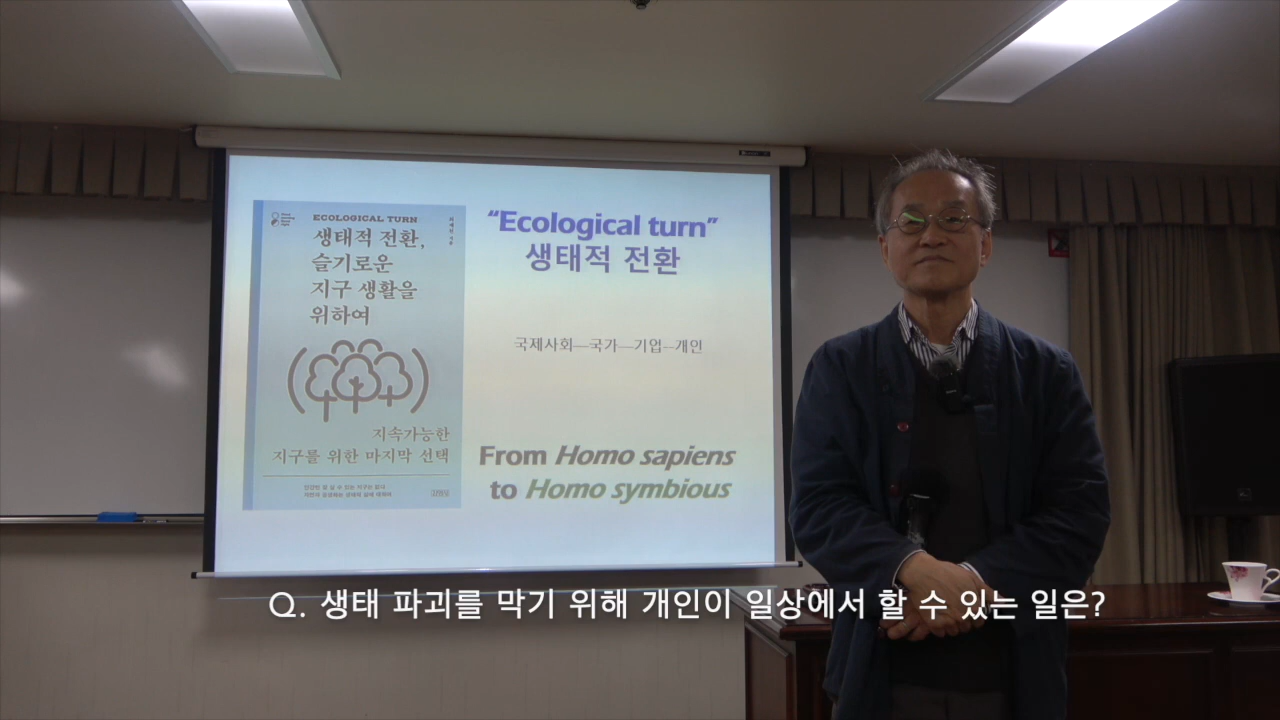 ECOLOGICAL TURN
생태적 전환,
슬기로운
지구 생활을
위하여
지속가능한
지구를 위한 마지막 선택
김영사
“Ecological turn”
생태적 전환
국제사회—국가—기업—개인
From Homo sapiens
to Homo symbious
Q. 생태 파괴를 막기 위해 개인이 일상에서 할 수 있는 일은?